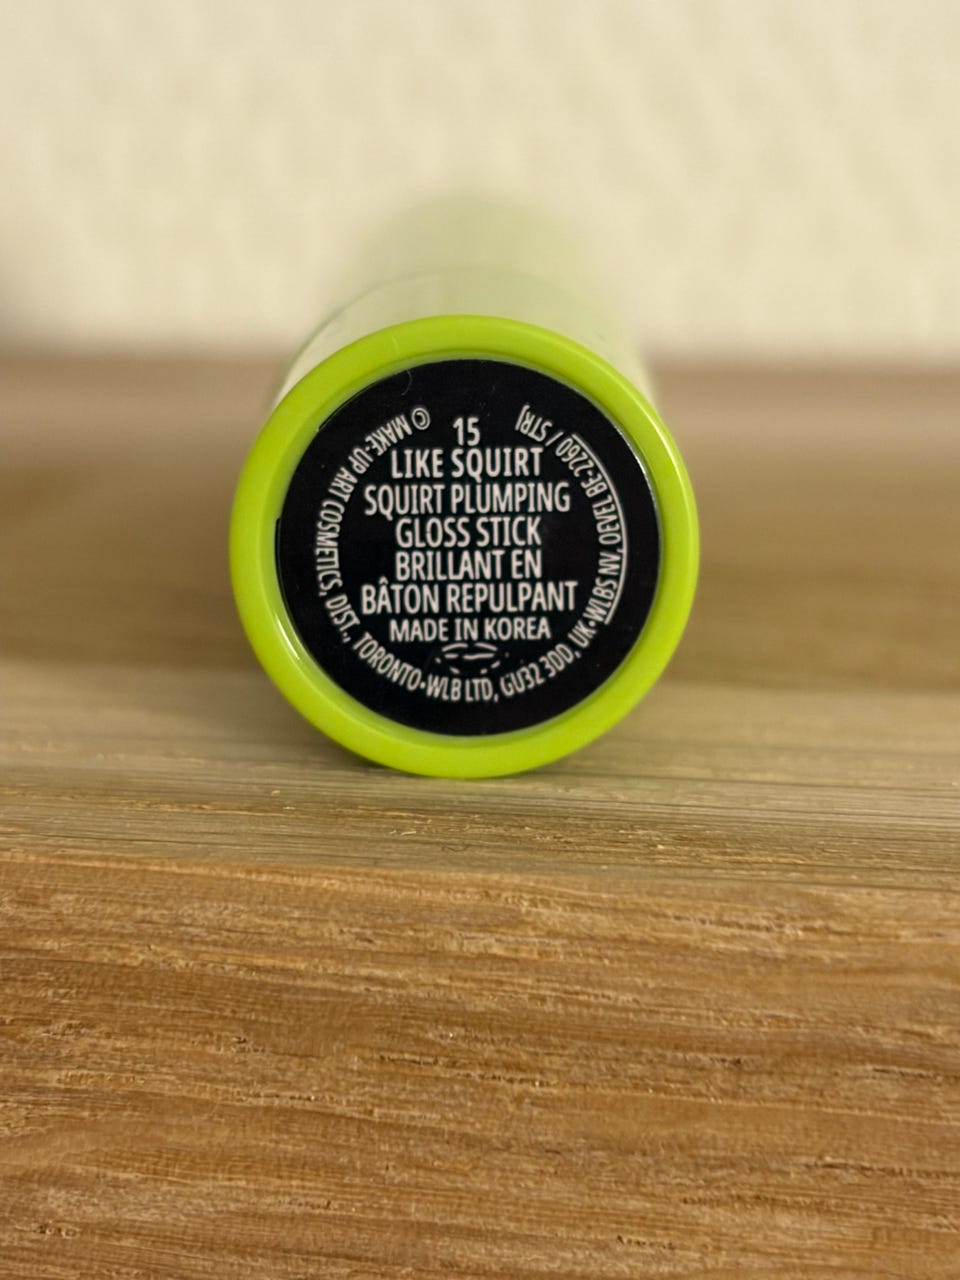 15
LIKE SQUIRT
SQUIRT PLUMPING
GLOSS STICK
BRILLANT EN
BÂTON REPULPANT
MADE IN KOREA
© MAKE-UP ART COSMETICS, DIST., TORONTO•WLB LTD, GU32 3DD, UK•WLBS NV, OEVEL BE-2260 / STRJ